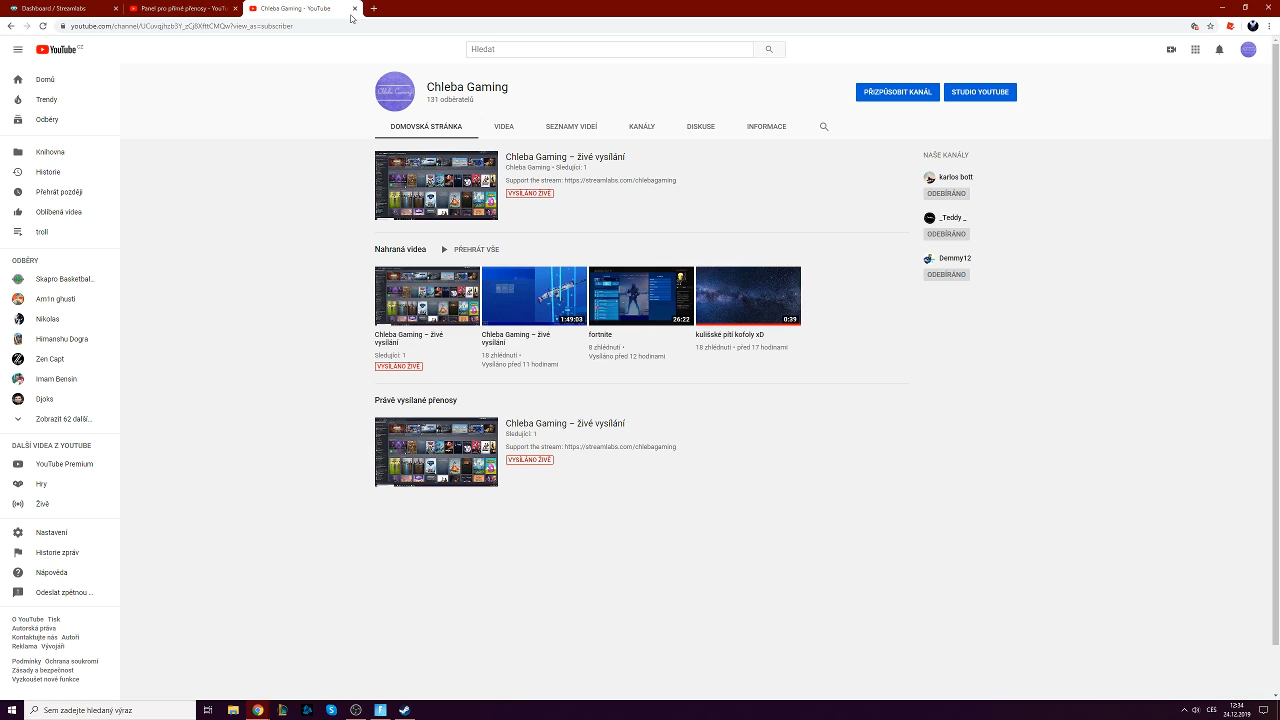 Dashboard / Streamlabs
Panel pro přímé přenosy - YouTu
Chleba Gaming - YouTube
youtube.com/channel/UCuvqjhzb3Y_zCj8XfttCMQw?view_as=subscriber
YouTube CZ
Hledat
Domů
Trendy
Odběry
Knihovna
Historie
Přehrát později
Oblíbená videa
troll
ODBĚRY
Skapro Basketbal...
Am1n ghusti
Nikolas
Himanshu Dogra
Zen Capt
Imam Bensin
Djoks
Zobrazit 62 další...
DALŠÍ VIDEA Z YOUTUBE
YouTube Premium
Hry
Živě
Nastavení
Historie zpráv
Nápověda
Odeslat zpětnou ...
O YouTube Tisk
Autorská práva
Kontaktujte nás Autoři
Reklama Vývojáři
Podmínky Ochrana soukromí
Zásady a bezpečnost
Vyzkoušet nové funkce
Chleba Gaming
131 odběratelů
PŘIZPŮSOBIT KANÁL
STUDIO YOUTUBE
DOMOVSKÁ STRÁNKA
VIDEA
SEZNAMY VIDEÍ
KANÁLY
DISKUSE
INFORMACE
Chleba Gaming – živé vysílání
Chleba Gaming • Sledující: 1
Support the stream: https://streamlabs.com/chlebagaming
VYSÍLÁNO ŽIVĚ
Nahraná videa
PŘEHRÁT VŠE
Chleba Gaming – živé
vysílání
Sledující: 1
VYSÍLÁNO ŽIVĚ
1:49:03
Chleba Gaming – živé
vysílání
18 zhlédnutí •
Vysíláno před 11 hodinami
26:22
fortnite
8 zhlédnutí •
Vysíláno před 12 hodinami
0:39
kulišské pití kofoly xD
18 zhlédnutí • před 17 hodinami
Právě vysílané přenosy
Chleba Gaming – živé vysílání
Sledující: 1
Support the stream: https://streamlabs.com/chlebagaming
VYSÍLÁNO ŽIVĚ
NAŠE KANÁLY
karlos bott
ODEBÍRÁNO
_Teddy _
ODEBÍRÁNO
Demmy12
ODEBÍRÁNO
Sem zadejte hledaný výraz
CES
12:34
24.12.2019